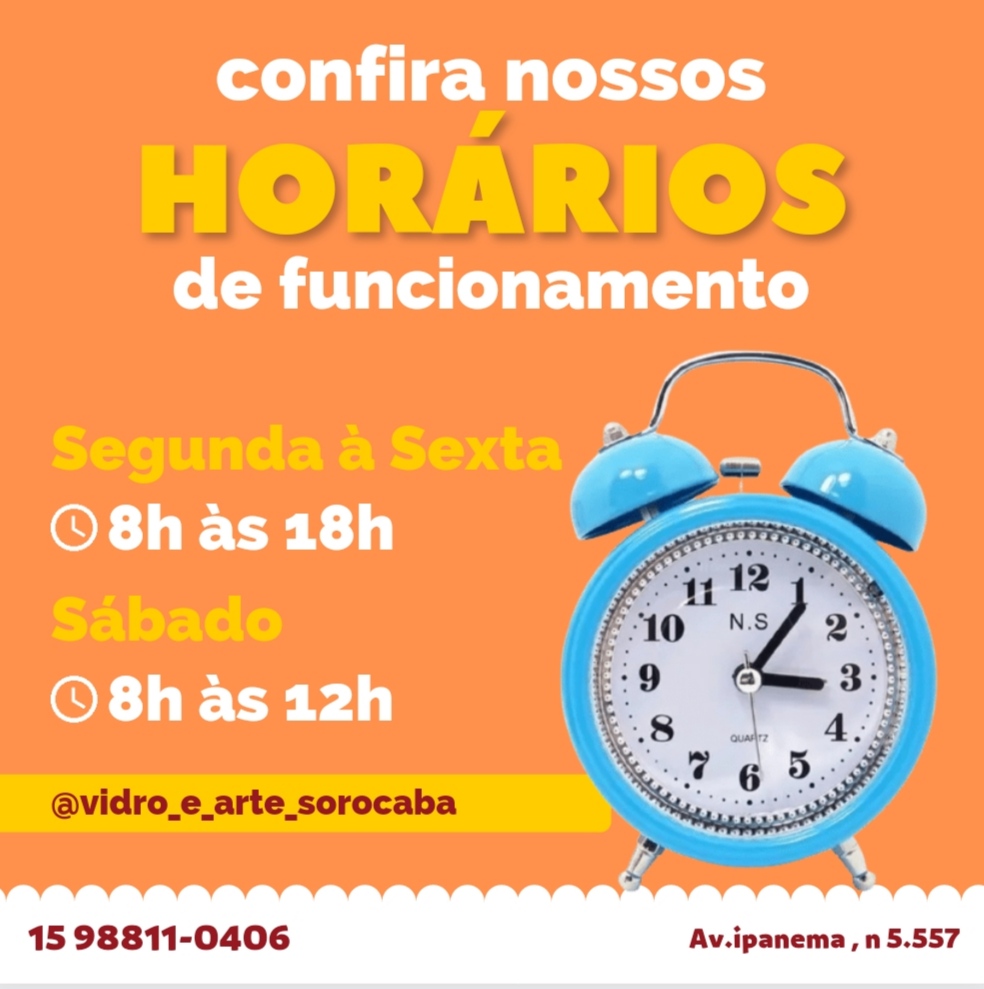 confira nossos
HORÁRIOS
de funcionamento
Segunda à Sexta
8h às 18h
Sábado
8h às 12h
12
11
1
N.S
10
2
9
3
8
4
QUARTZ
7
5
6
@vidro_e_arte_sorocaba
15 98811-0406
Av.ipanema , n 5.557